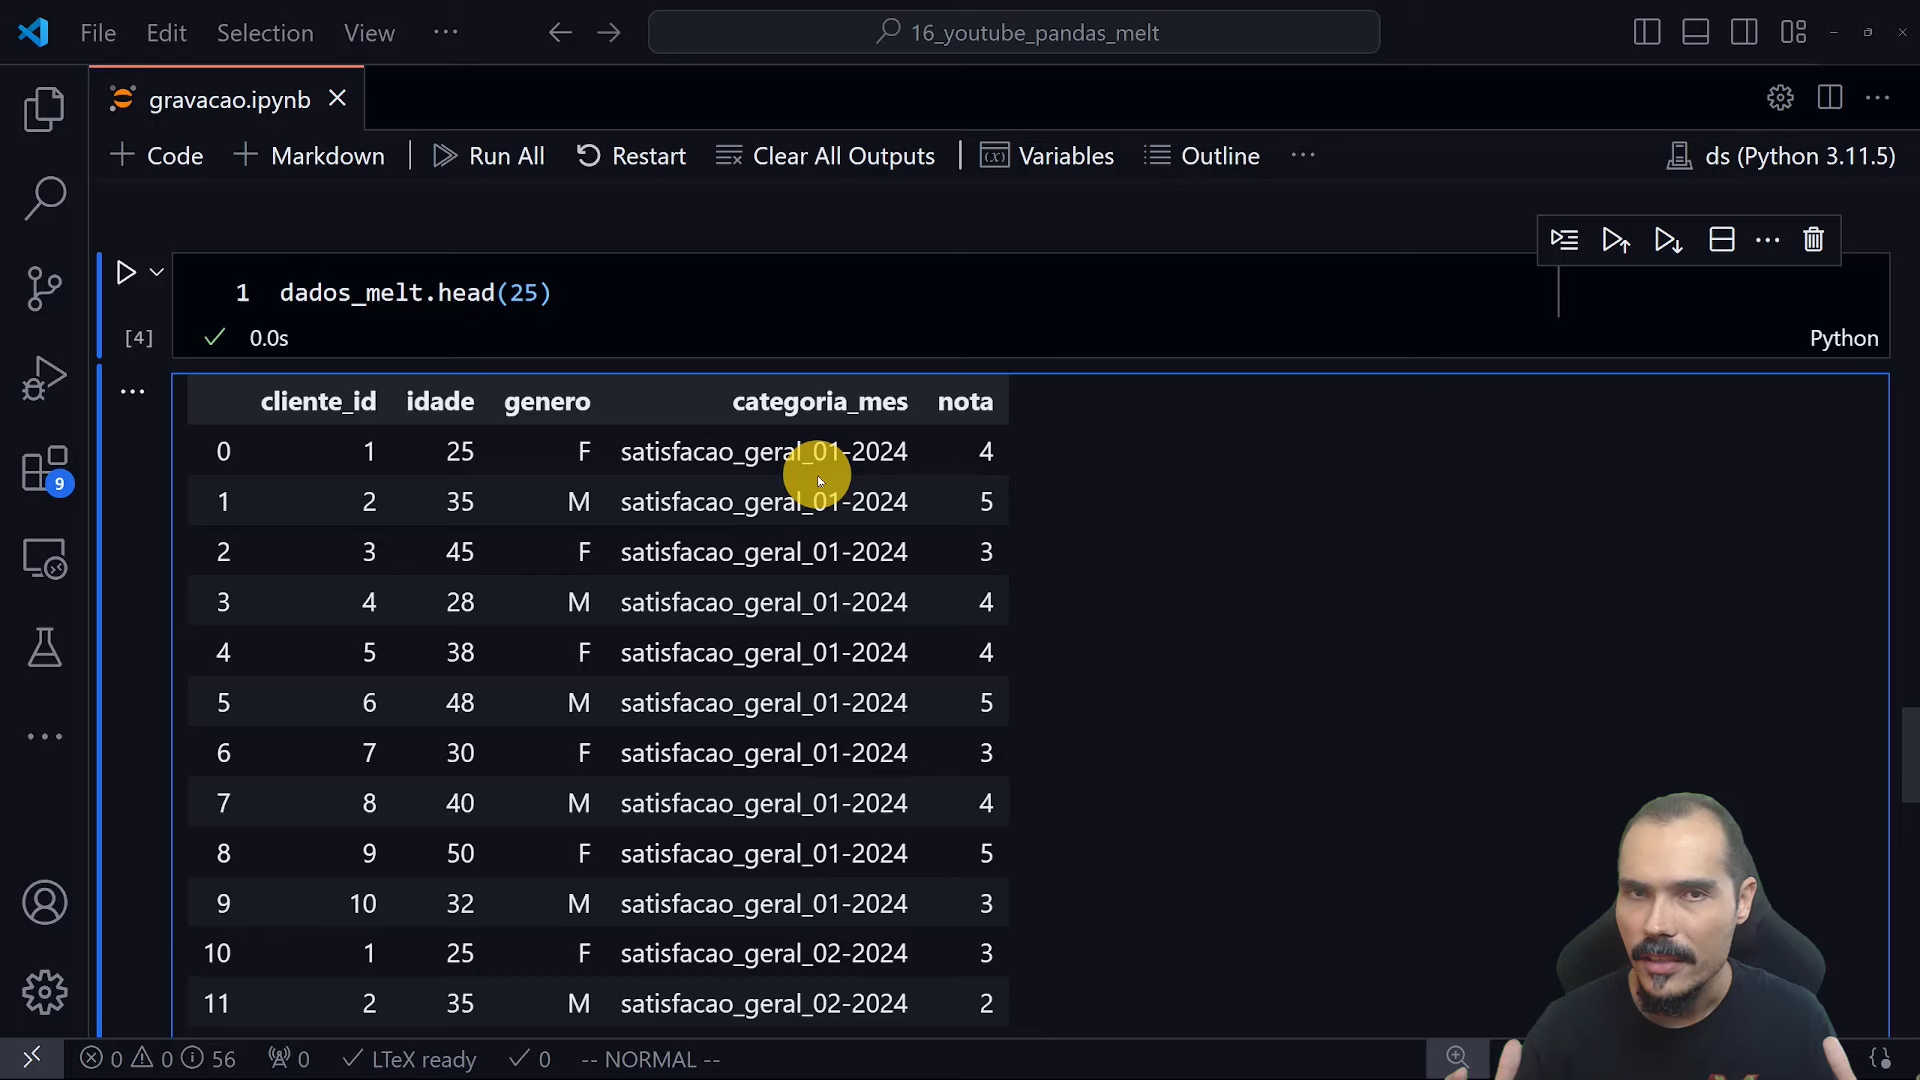 File Edit Selection View ··· 16_youtube_pandas_melt
gravacao.ipynb
Code Markdown Run All Restart Clear All Outputs Variables Outline ··· ds (Python 3.11.5)
1 dados_melt.head(25)
[4] 0.0s Python
cliente_id idade genero categoria_mes nota
0 1 25 F satisfacao_geral_01-2024 4
1 2 35 M satisfacao_geral_01-2024 5
2 3 45 F satisfacao_geral_01-2024 3
3 4 28 M satisfacao_geral_01-2024 4
4 5 38 F satisfacao_geral_01-2024 4
5 6 48 M satisfacao_geral_01-2024 5
6 7 30 F satisfacao_geral_01-2024 3
7 8 40 M satisfacao_geral_01-2024 4
8 9 50 F satisfacao_geral_01-2024 5
9 10 32 M satisfacao_geral_01-2024 3
10 1 25 F satisfacao_geral_02-2024 3
11 2 35 M satisfacao_geral_02-2024 2
9
0 0 56 0 LTeX ready 0 -- NORMAL --